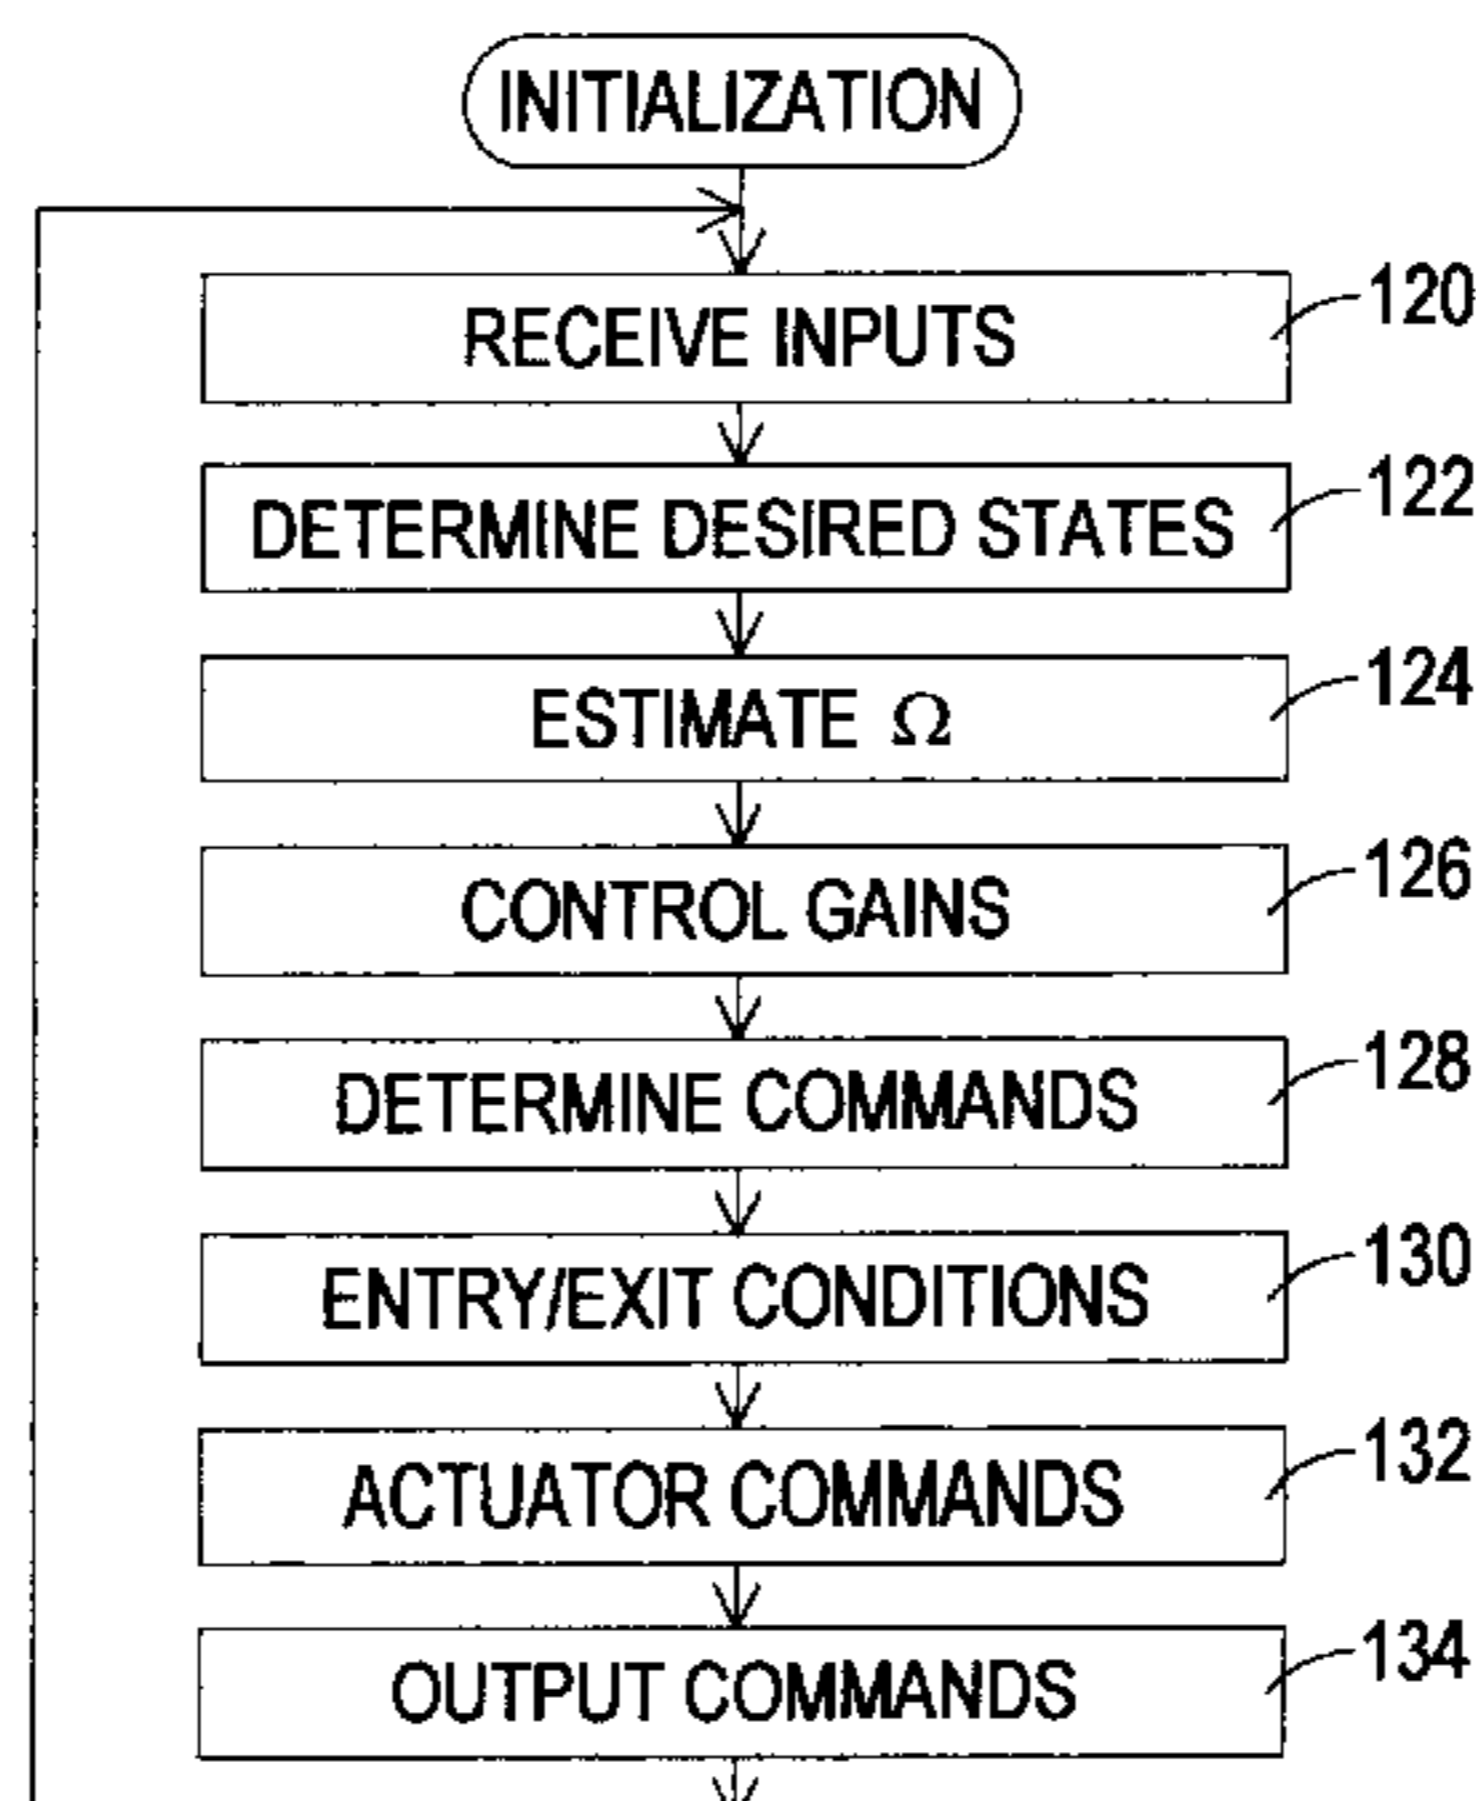 INITIALIZATION
RECEIVE INPUTS 120
DETERMINE DESIRED STATES 122
ESTIMATE Ω 124
CONTROL GAINS 126
DETERMINE COMMANDS 128
ENTRY/EXIT CONDITIONS 130
ACTUATOR COMMANDS 132
OUTPUT COMMANDS 134